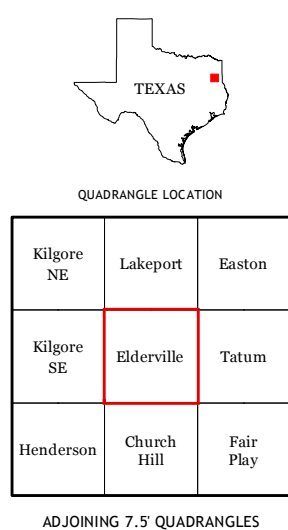 TEXAS
QUADRANGLE LOCATION
Kilgore
NE
Lakeport
Easton
Kilgore
SE
Elderville
Tatum
Henderson
Church
Hill
Fair
Play
ADJOINING 7.5' QUADRANGLES